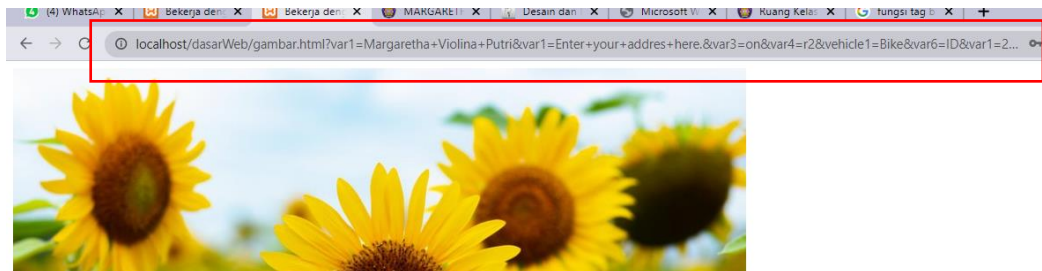 (4) WhatsAp
Bekerja den
Bekerja den
MARGARET
Desain dan
Microsoft
Ruang Kelas
fungsi tag b
localhost/dasarWeb/gambar.html?var1=Margaretha+Violina+Putri&var1=Enter+your+addres+here.&var3=on&var4=r2&vehicle1=Bike&var6=ID&var1=2...